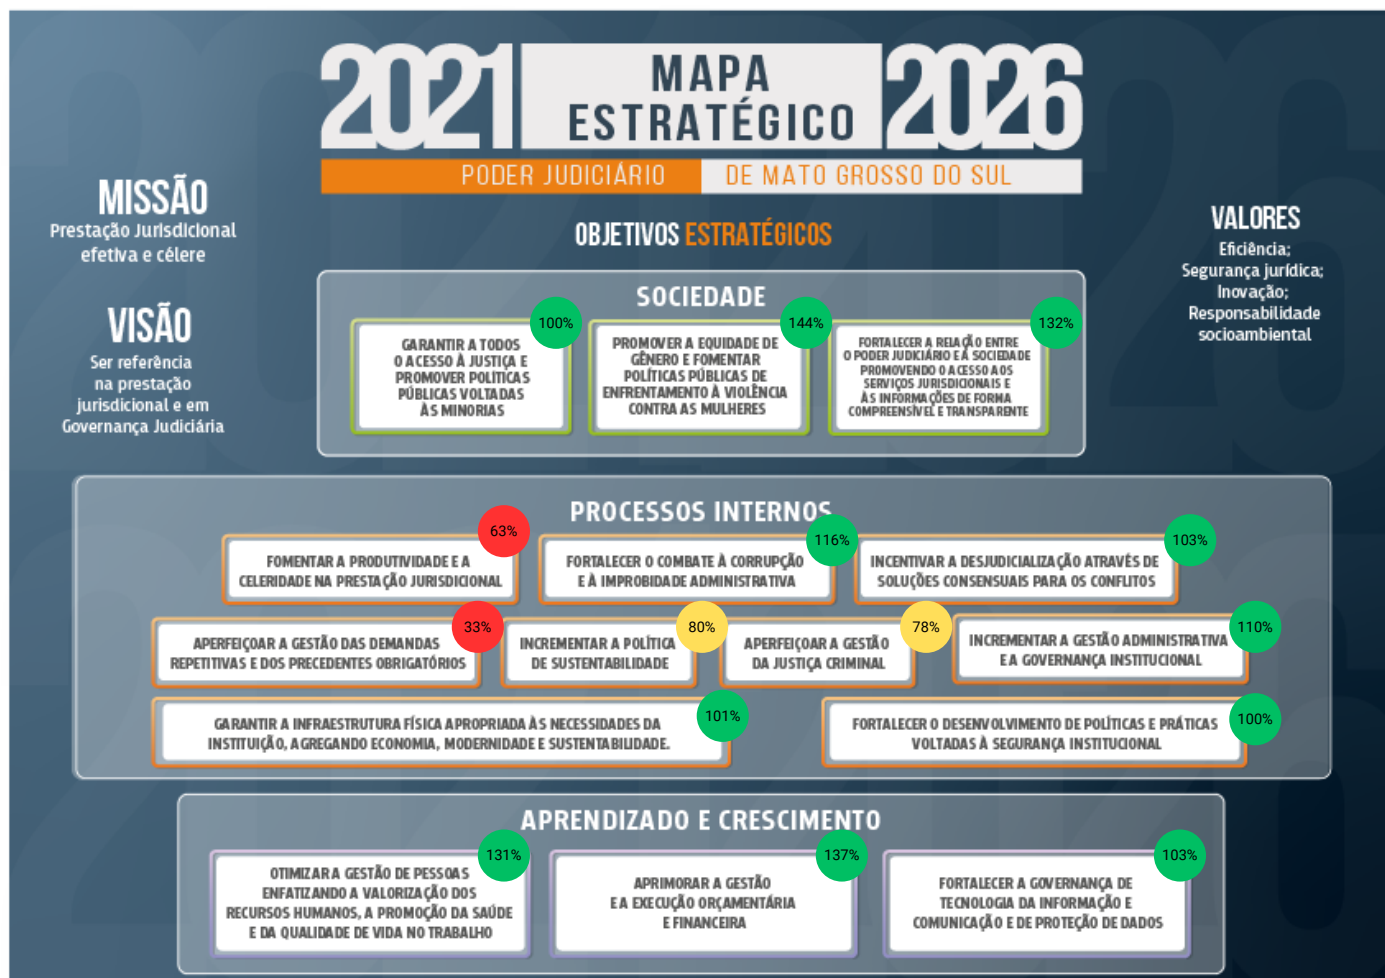 2021 MAPA ESTRATÉGICO 2026
PODER JUDICIÁRIO DE MATO GROSSO DO SUL
MISSÃO
Prestação Jurisdicional
efetiva e célere
VISÃO
Ser referência
na prestação
jurisdicional e em
Governança Judiciária
VALORES
Eficiência;
Segurança jurídica;
Inovação;
Responsabilidade
socioambiental
OBJETIVOS ESTRATÉGICOS
SOCIEDADE
100%
GARANTIR A TODOS
O ACESSO À JUSTIÇA E
PROMOVER POLÍTICAS
PÚBLICAS VOLTADAS
ÀS MINORIAS
144%
PROMOVER A EQUIDADE DE
GÊNERO E FOMENTAR
POLÍTICAS PÚBLICAS DE
ENFRENTAMENTO À VIOLÊNCIA
CONTRA AS MULHERES
132%
FORTALECER A RELAÇÃO ENTRE
O PODER JUDICIÁRIO E A SOCIEDADE
PROMOVENDO O ACESSO AOS
SERVIÇOS JURISDICIONAIS E
ÀS INFORMAÇÕES DE FORMA
COMPREENSÍVEL E TRANSPARENTE
PROCESSOS INTERNOS
63%
FOMENTAR A PRODUTIVIDADE E A
CELERIDADE NA PRESTAÇÃO JURISDICIONAL
116%
FORTALECER O COMBATE À CORRUPÇÃO
E À IMPROBIDADE ADMINISTRATIVA
103%
INCENTIVAR A DESJUDICIALIZAÇÃO ATRAVÉS DE
SOLUÇÕES CONSENSUAIS PARA OS CONFLITOS
33%
APERFEIÇOAR A GESTÃO DAS DEMANDAS
REPETITIVAS E DOS PRECEDENTES OBRIGATÓRIOS
80%
INCREMENTAR A POLÍTICA
DE SUSTENTABILIDADE
78%
APERFEIÇOAR A GESTÃO
DA JUSTIÇA CRIMINAL
110%
INCREMENTAR A GESTÃO ADMINISTRATIVA
E A GOVERNANÇA INSTITUCIONAL
101%
GARANTIR A INFRAESTRUTURA FÍSICA APROPRIADA ÀS NECESSIDADES DA
INSTITUIÇÃO, AGREGANDO ECONOMIA, MODERNIDADE E SUSTENTABILIDADE.
100%
FORTALECER O DESENVOLVIMENTO DE POLÍTICAS E PRÁTICAS
VOLTADAS À SEGURANÇA INSTITUCIONAL
APRENDIZADO E CRESCIMENTO
131%
OTIMIZAR A GESTÃO DE PESSOAS
ENFATIZANDO A VALORIZAÇÃO DOS
RECURSOS HUMANOS, A PROMOÇÃO DA SAÚDE
E DA QUALIDADE DE VIDA NO TRABALHO
137%
APRIMORAR A GESTÃO
E A EXECUÇÃO ORÇAMENTÁRIA
E FINANCEIRA
103%
FORTALECER A GOVERNANÇA DE
TECNOLOGIA DA INFORMAÇÃO E
COMUNICAÇÃO E DE PROTEÇÃO DE DADOS